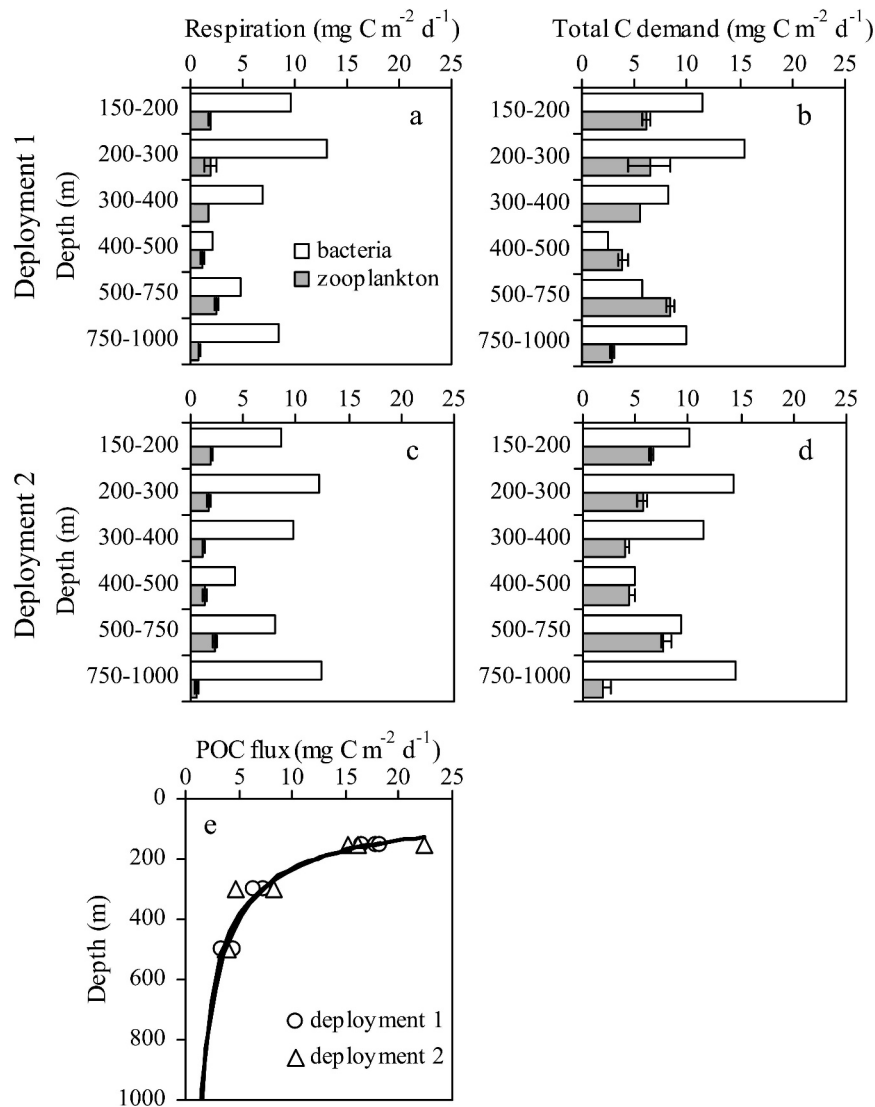 Respiration (mg C m-2 d-1)
Total C demand (mg C m-2 d-1)
0 5 10 15 20 25
0 5 10 15 20 25
Deployment 1
Depth (m)
150-200
200-300
300-400
400-500
500-750
750-1000
a
bacteria
zooplankton
150-200
200-300
300-400
400-500
500-750
750-1000
b
0 5 10 15 20 25
0 5 10 15 20 25
Deployment 2
Depth (m)
150-200
200-300
300-400
400-500
500-750
750-1000
c
150-200
200-300
300-400
400-500
500-750
750-1000
d
POC flux (mg C m-2 d-1)
0 5 10 15 20 25
Depth (m)
0
200
400
600
800
1000
e
deployment 1
deployment 2